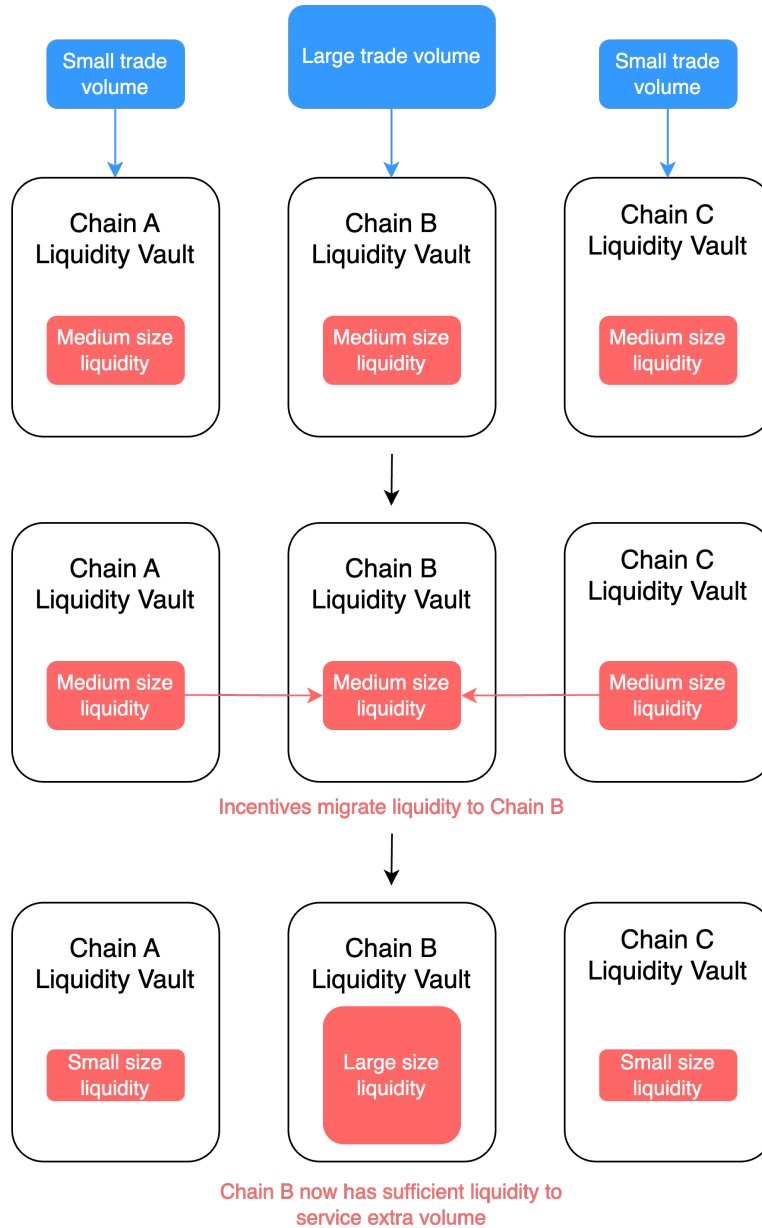 Small trade
volume
Large trade volume
Small trade
volume
Chain A
Liquidity Vault
Medium size
liquidity
Chain B
Liquidity Vault
Medium size
liquidity
Chain C
Liquidity Vault
Medium size
liquidity
Chain A
Liquidity Vault
Medium size
liquidity
Chain B
Liquidity Vault
Medium size
liquidity
Chain C
Liquidity Vault
Medium size
liquidity
Incentives migrate liquidity to Chain B
Chain A
Liquidity Vault
Small size
liquidity
Chain B
Liquidity Vault
Large size
liquidity
Chain C
Liquidity Vault
Small size
liquidity
Chain B now has sufficient liquidity to
service extra volume